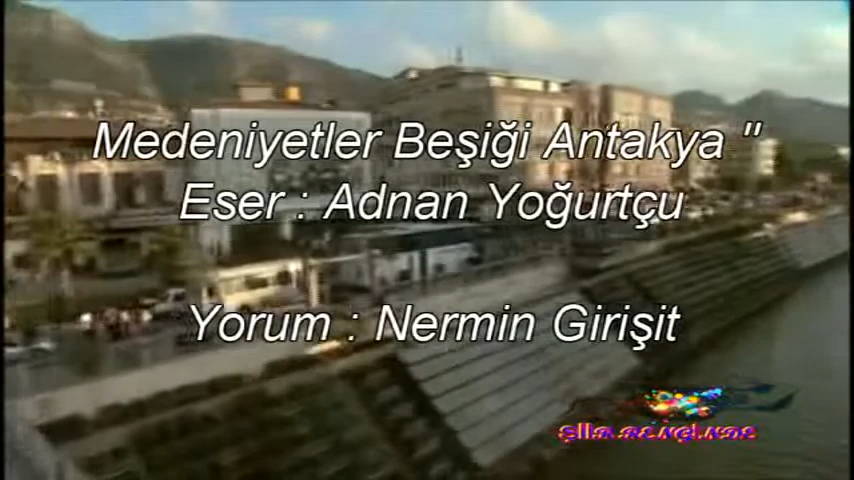 Medeniyetler Beşiği Antakya "
Eser : Adnan Yoğurtçu
Yorum : Nermin Girişit